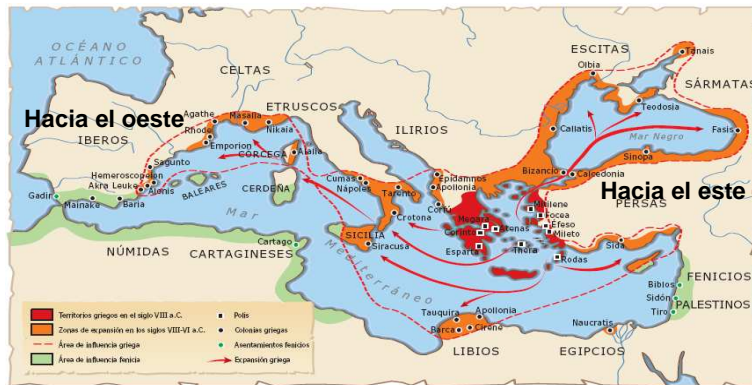 OCÉANO
ATLÁNTICO
CELTAS
ESCITAS
SÁRMATAS
Tanais
Olbia
Teodosia
Hacia el oeste
ETRUSCOS
Agathe
Massalia
Rhode
Nikaia
IBEROS
Emporion
CÓRCEGA
Alalia
ILIRIOS
Callatis
Mar Negro
Fasis
Sagunto
Hemeroscopeion
Akra Leuke
Alonis
BALEARES
CERDEÑA
Cumas
Nápoles
Tarento
Epidamnos
Apollonia
Bizancio
Calcedonia
Sinopa
Hacia el este
Gadir
Mainake
Baria
Mar
Mediterráneo
Crotona
Corfú
Mitilene
Focea
PERSAS
Megara
Atenas
Éfeso
Corinto
Mileto
SICILIA
Siracusa
Esparta
Thera
Rodas
Sida
NÚMIDAS
Cartago
CARTAGINESES
FENICIOS
Biblos
Sidón
PALESTINOS
Tiro
Tauquira
Apollonia
Barca
Cirene
Naucratis
LIBIOS
EGIPCIOS
Territorios griegos en el siglo VIII a.C.
Polis
Zonas de expansión en los siglos VIII-VI a.C.
Colonias griegas
Área de influencia griega
Asentamientos fenicios
Área de influencia fenicia
Expansión griega